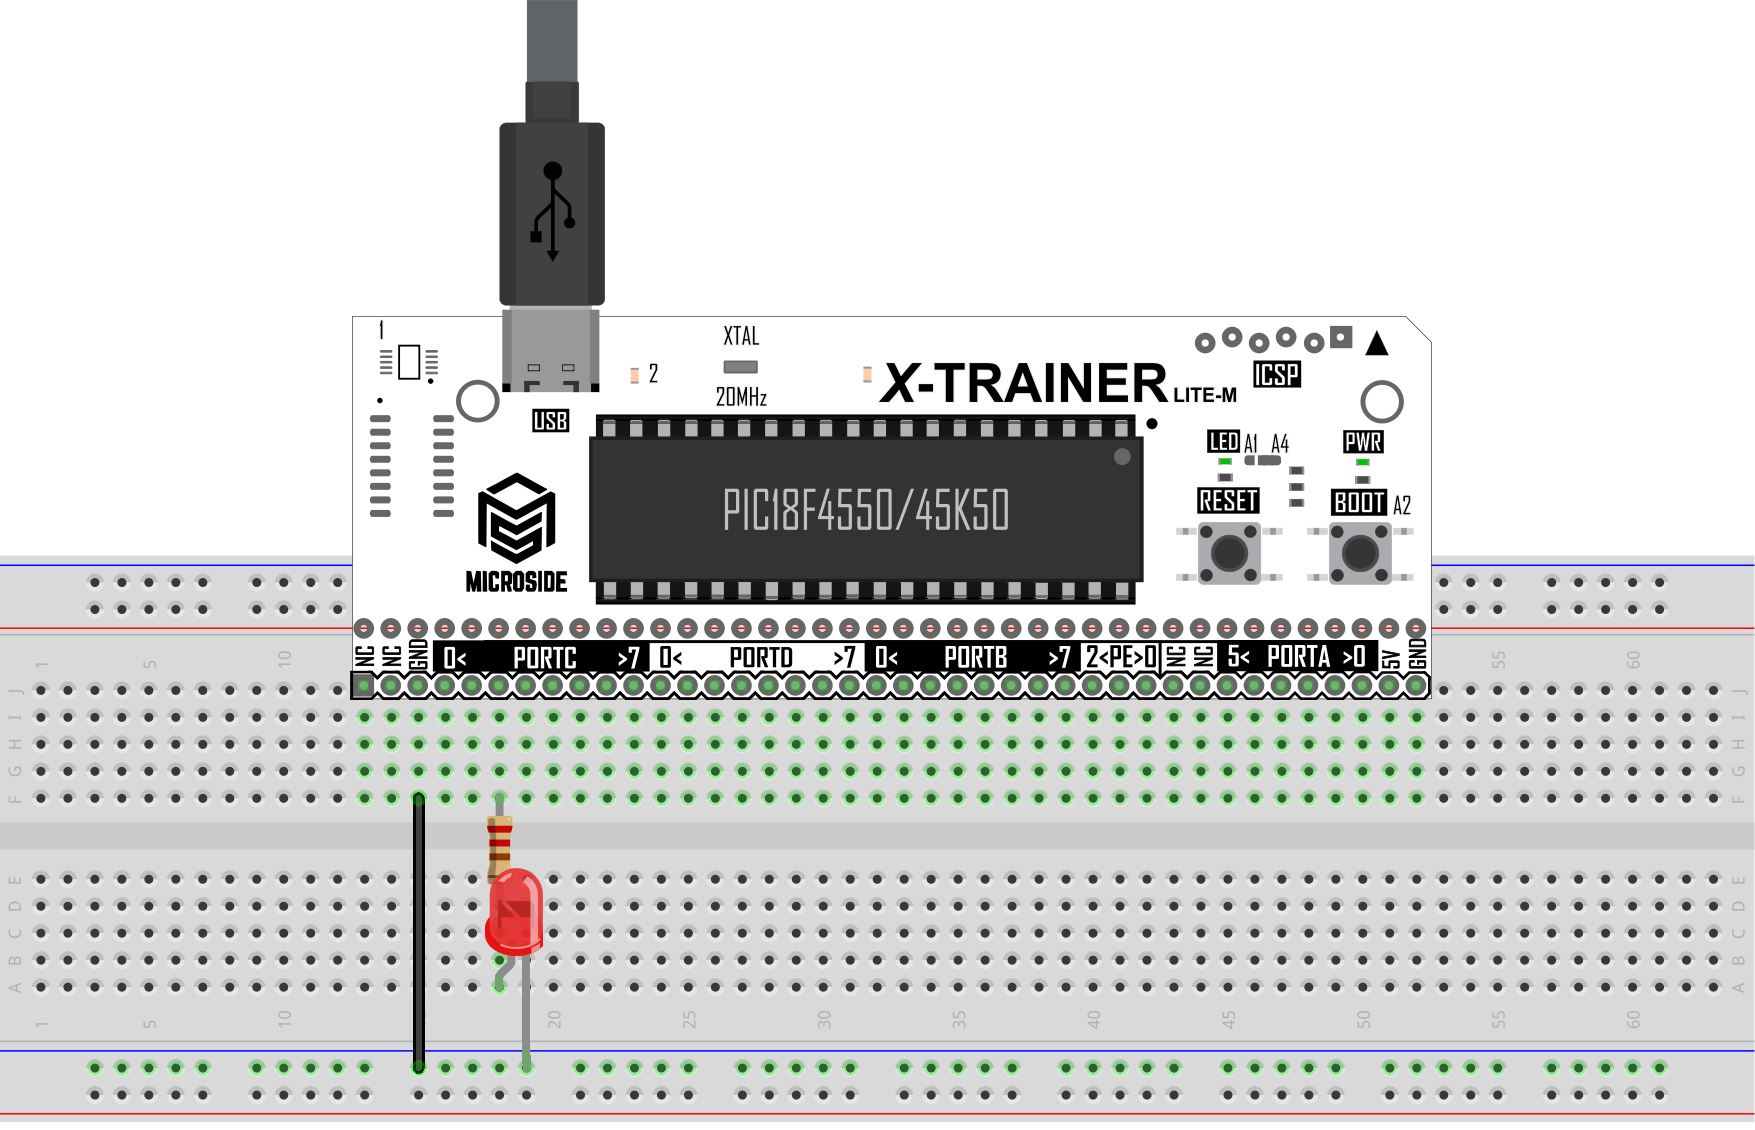 1
XTAL
2
20MHz
X-TRAINER LITE-M
ICSP
USB
LED A1 A4
PWR
PIC18F4550/45K50
RESET
BOOT A2
MICROSIDE
NC NC GND 0< PORTC >7 0< PORTD >7 0< PORTB >7 2<PE>0 NC NC 5< PORTA >0 5V GND
1 5 10 55 60
J J
I I
H H
G G
F F
E E
D D
C C
B B
A A
1 5 10 20 25 30 35 40 45 50 55 60